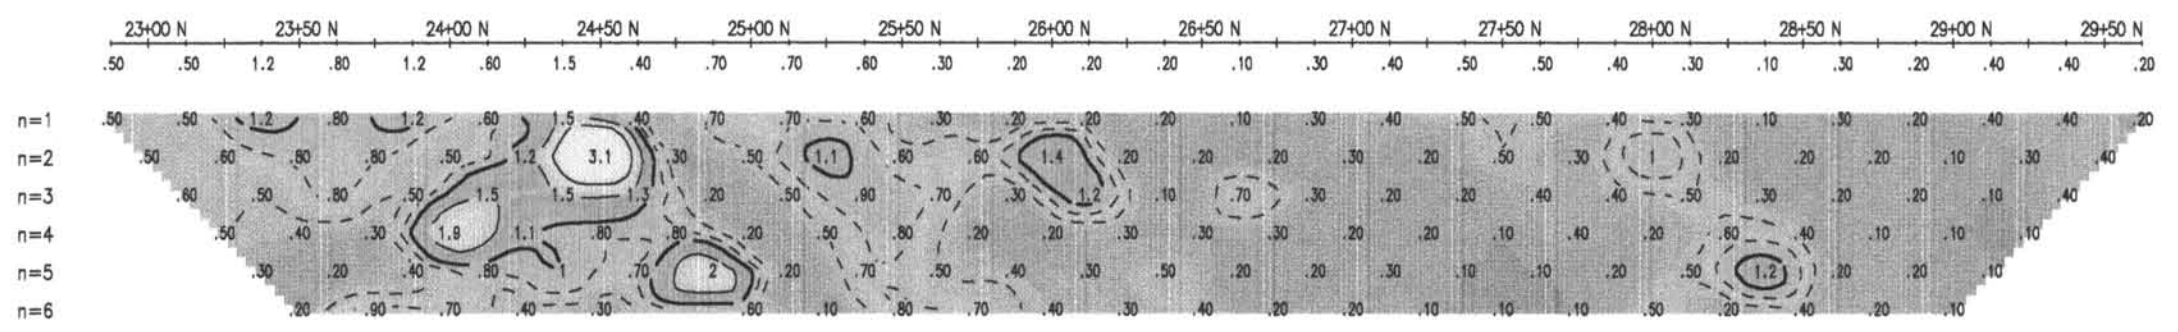 23+00 N 23+50 N 24+00 N 24+50 N 25+00 N 25+50 N 26+00 N 26+50 N 27+00 N 27+50 N 28+00 N 28+50 N 29+00 N 29+50 N
.50 .50 1.2 .80 1.2 .60 1.5 .40 .70 .70 .60 .30 .20 .20 .20 .10 .30 .40 .50 .50 .40 .30 .10 .30 .20 .40 .40 .20
n=1 .50 .50 1.2 .80 1.2 .60 1.5 .40 .70 .70 .60 .30 .20 .20 .20 .10 .30 .40 .50 .50 .40 .30 .10 .30 .20 .40 .40 .20
n=2 .50 .60 .80 .80 .50 1.2 3.1 .30 .50 1.1 .60 .60 1.4 .20 .20 .20 .30 .20 .50 .30 1 .20 .20 .20 .10 .30 .40
n=3 .60 .50 .80 .50 1.5 1.5 1.3 .20 .50 .90 .70 .30 1.2 .10 .70 .30 .40 .20 .40 .40 .50 .30 .20 .20 .10 .40
n=4 .50 .40 .30 1.8 1.1 .80 .80 .20 .50 .80 .20 .20 .30 .20 .30 .20 .20 .10 .40 .20 .60 .40 .10 .10 .10
n=5 .30 .20 .40 .80 1 .70 2 .20 .70 .50 .40 .30 .50 .20 .20 .30 .10 .10 .20 .50 1.2 .20 .20 .10
n=6 .20 .90 .70 .40 .30 .60 .10 .80 .70 .20 .30 .40 .20 .20 .20 .10 .10 .50 .20 .40 .20 .10